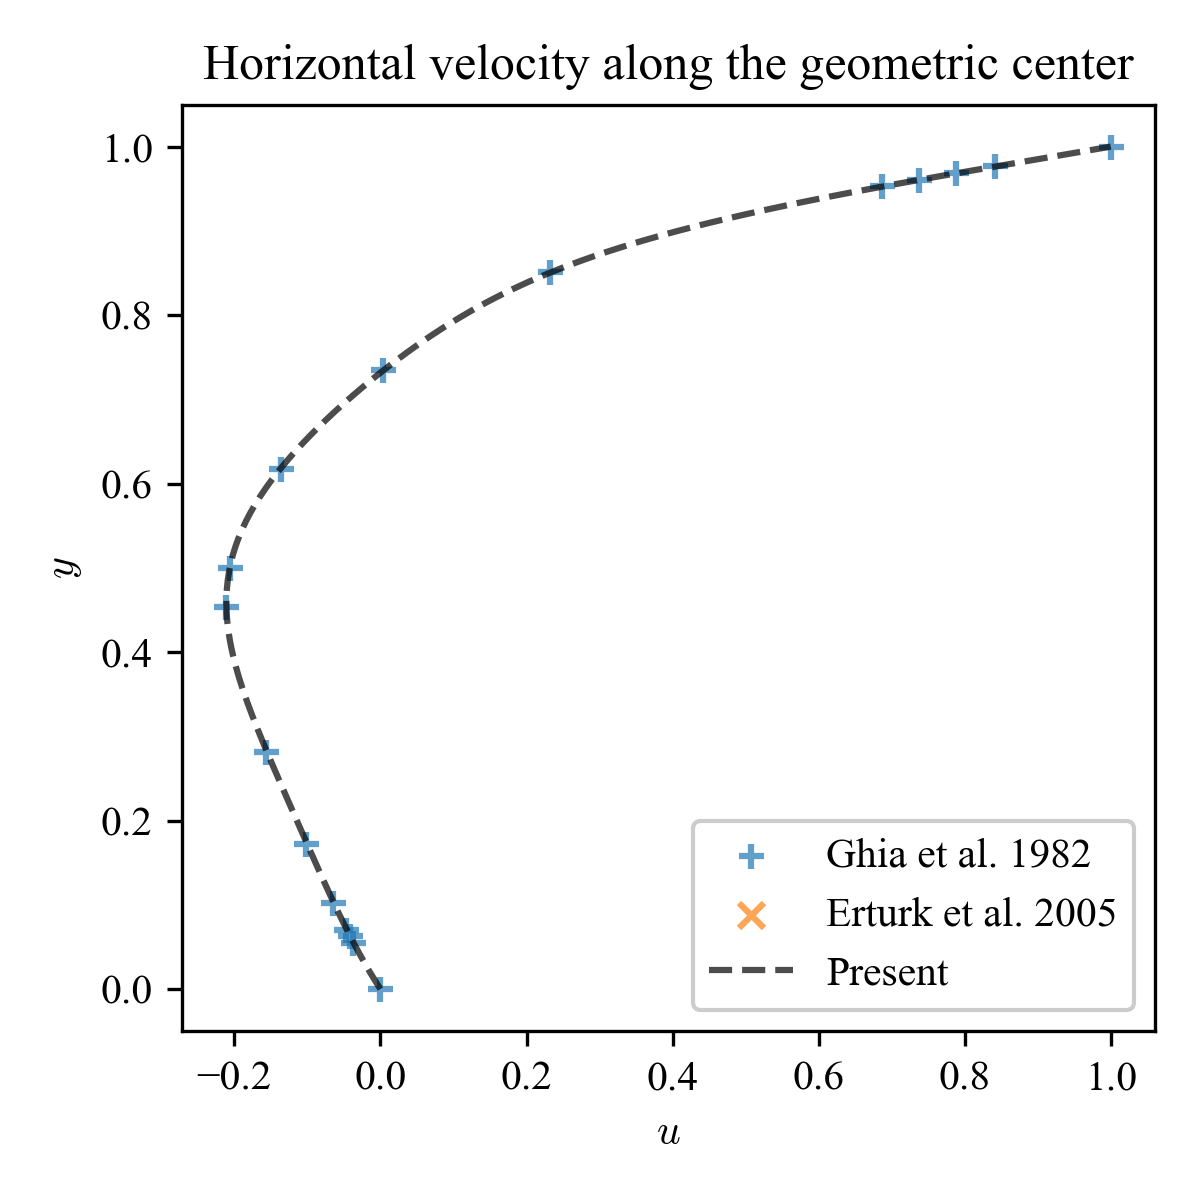 Horizontal velocity along the geometric center
1.0
0.8
0.6
0.4
0.2
0.0
y
−0.2 0.0 0.2 0.4 0.6 0.8 1.0
u
Ghia et al. 1982
Erturk et al. 2005
Present